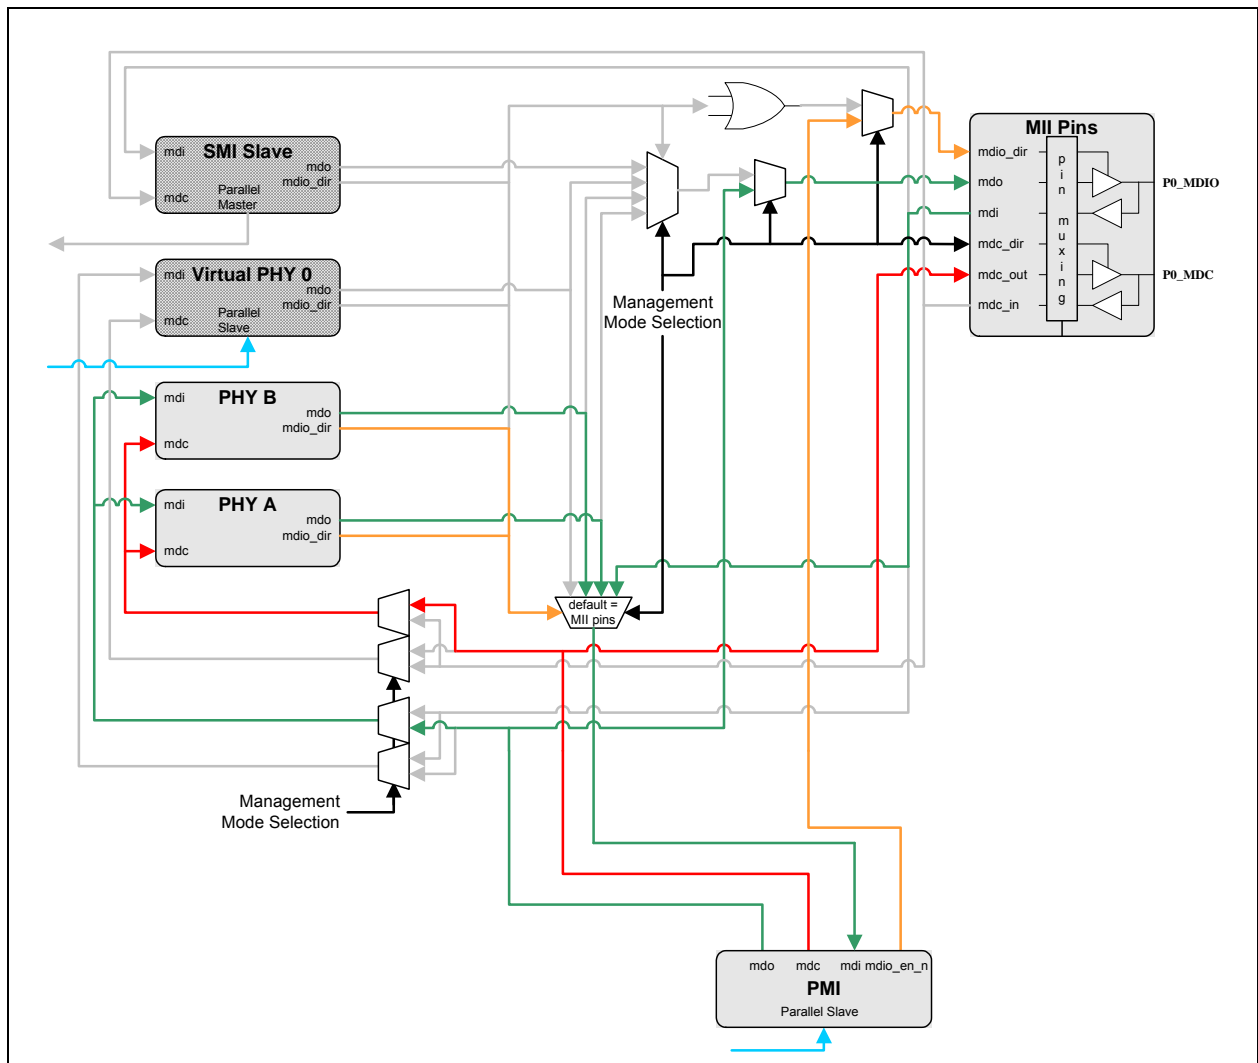 SMI Slave
mdi
mdo
mdio_dir
mdc
Parallel
Master
Virtual PHY 0
mdi
mdo
mdio_dir
mdc
Parallel
Slave
PHY B
mdi
mdo
mdio_dir
mdc
PHY A
mdi
mdo
mdio_dir
mdc
MII Pins
mdio_dir
mdo
mdi
mdc_dir
mdc_out
mdc_in
pin muxing
P0_MDIO
P0_MDC
Management
Mode Selection
default =
MII pins
Management
Mode Selection
mdo mdc mdi mdio_en_n
PMI
Parallel Slave